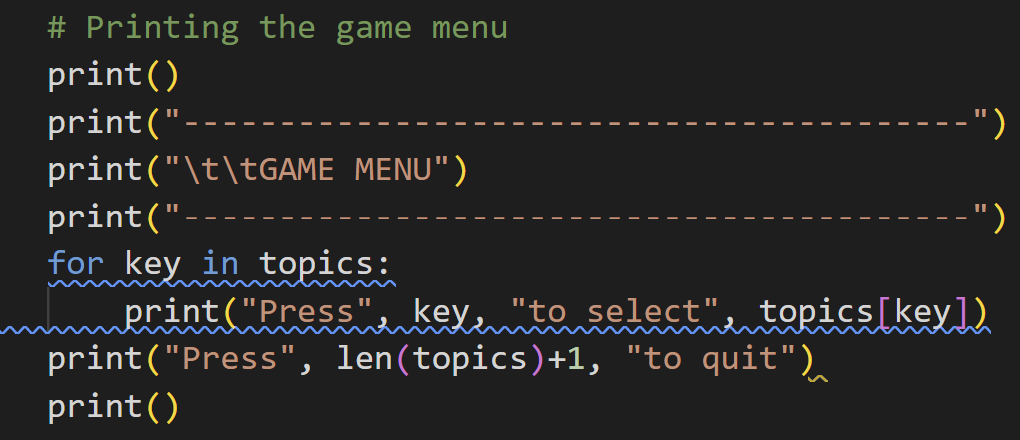 # Printing the game menu
print()
print("-----------------------------------------")
print("\t\tGAME MENU")
print("-----------------------------------------")
for key in topics:
    print("Press", key, "to select", topics[key])
print("Press", len(topics)+1, "to quit")
print()